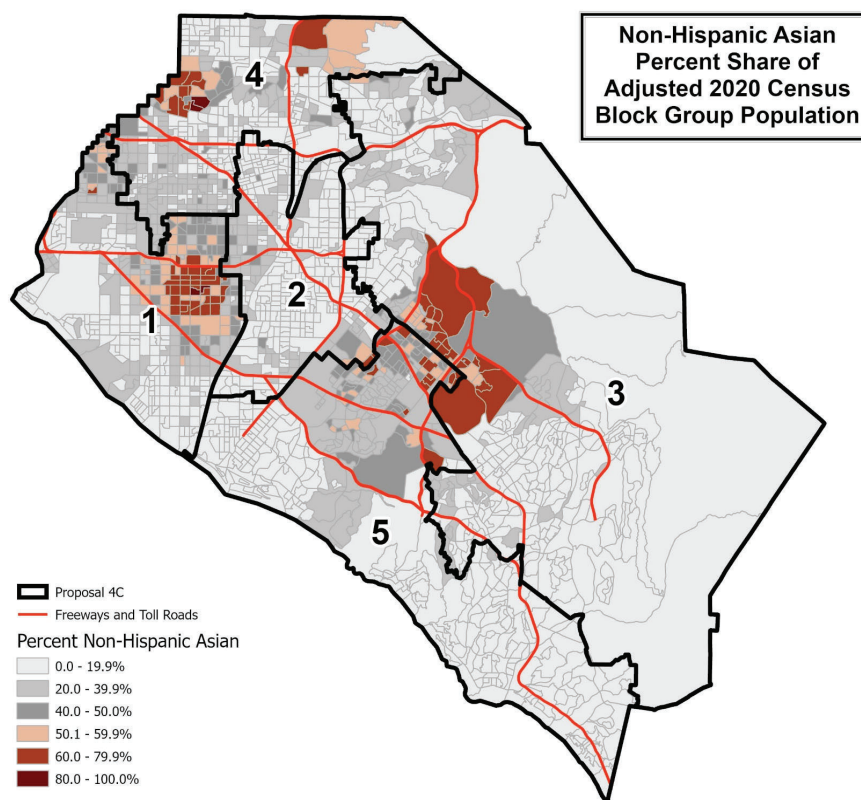 Non-Hispanic Asian
Percent Share of
Adjusted 2020 Census
Block Group Population
4
2
1
3
5
Proposal 4C
Freeways and Toll Roads
Percent Non-Hispanic Asian
0.0 - 19.9%
20.0 - 39.9%
40.0 - 50.0%
50.1 - 59.9%
60.0 - 79.9%
80.0 - 100.0%